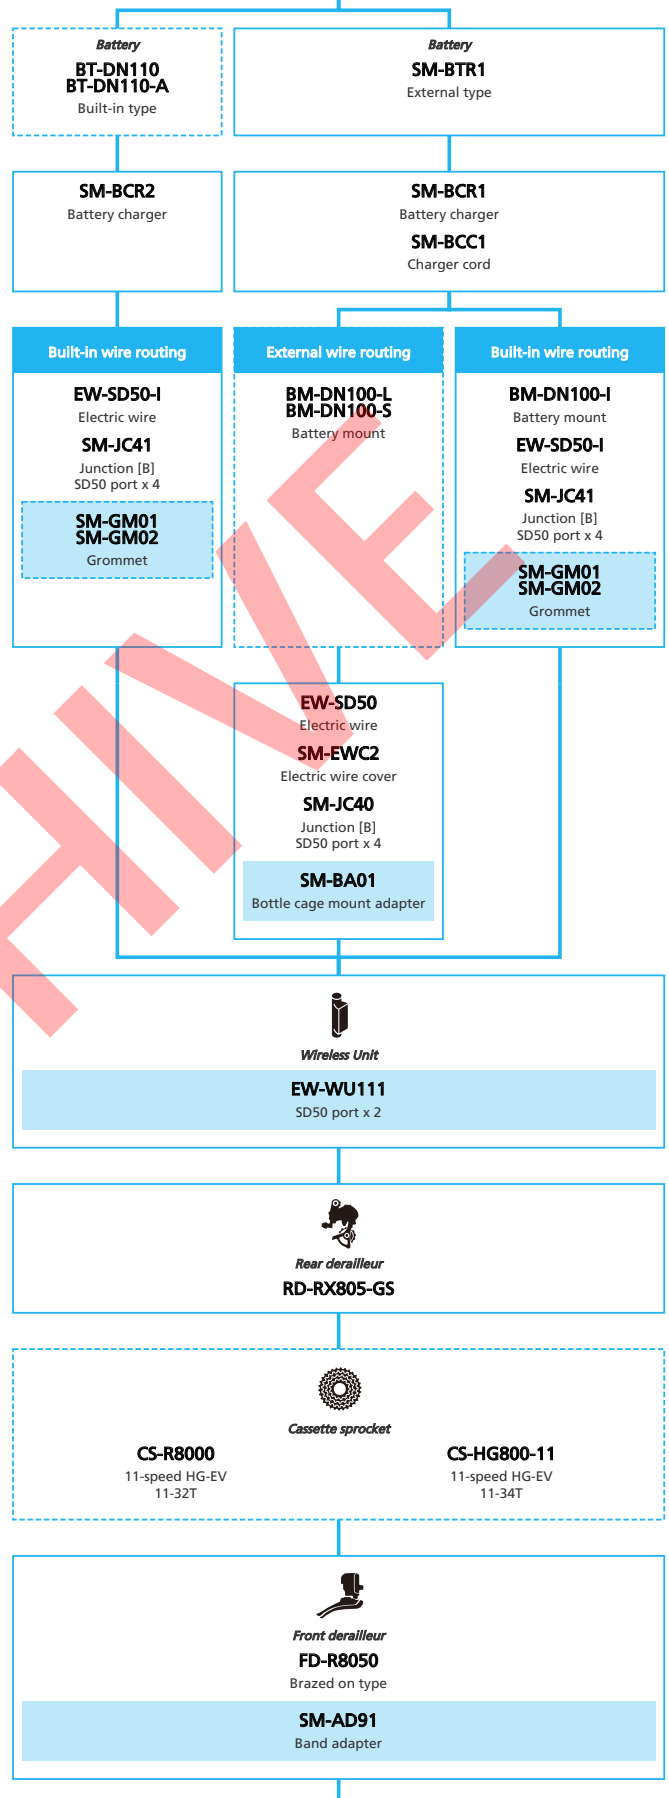 Battery
BT-DN110
BT-DN110-A
Built-in type
Battery
SM-BTR1
External type
SM-BCR2
Battery charger
SM-BCR1
Battery charger
SM-BCC1
Charger cord
Built-in wire routing
EW-SD50-I
Electric wire
SM-JC41
Junction [B]
SD50 port x 4
SM-GM01
SM-GM02
Grommet
External wire routing
BM-DN100-L
BM-DN100-S
Battery mount
Built-in wire routing
BM-DN100-I
Battery mount
EW-SD50-I
Electric wire
SM-JC41
Junction [B]
SD50 port x 4
SM-GM01
SM-GM02
Grommet
EW-SD50
Electric wire
SM-EWC2
Electric wire cover
SM-JC40
Junction [B]
SD50 port x 4
SM-BA01
Bottle cage mount adapter
HIVE
Wireless Unit
EW-WU111
SD50 port x 2
Rear derailleur
RD-RX805-GS
Cassette sprocket
CS-R8000
11-speed HG-EV
11-32T
CS-HG800-11
11-speed HG-EV
11-34T
Front derailleur
FD-R8050
Brazed on type
SM-AD91
Band adapter